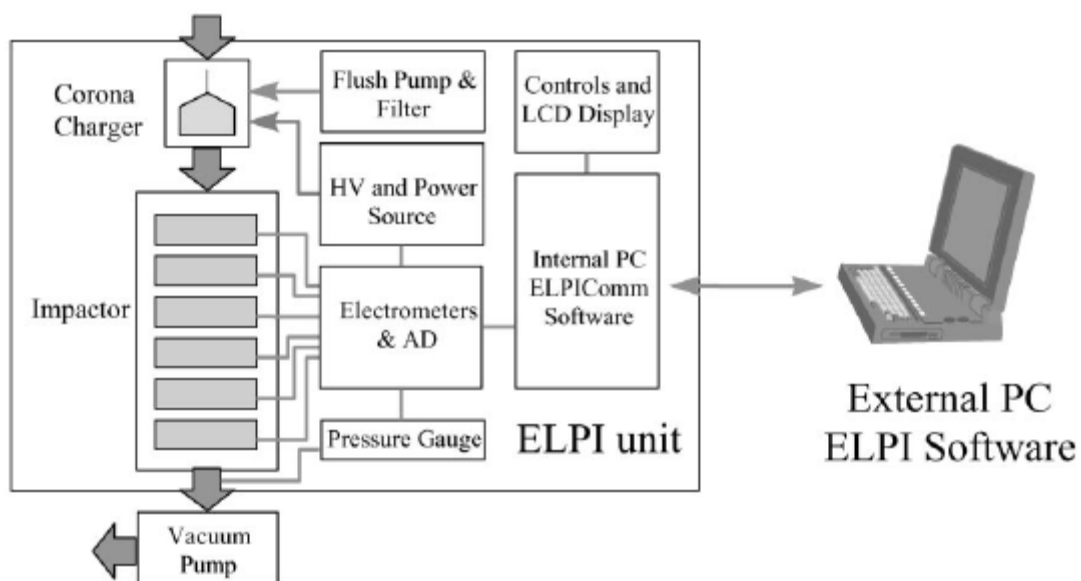 Corona
Charger
Flush Pump &
Filter
Controls and
LCD Display
HV and Power
Source
Impactor
Electrometers
& AD
Internal PC
ELPIComm
Software
Pressure Gauge
ELPI unit
External PC
ELPI Software
Vacuum
Pump